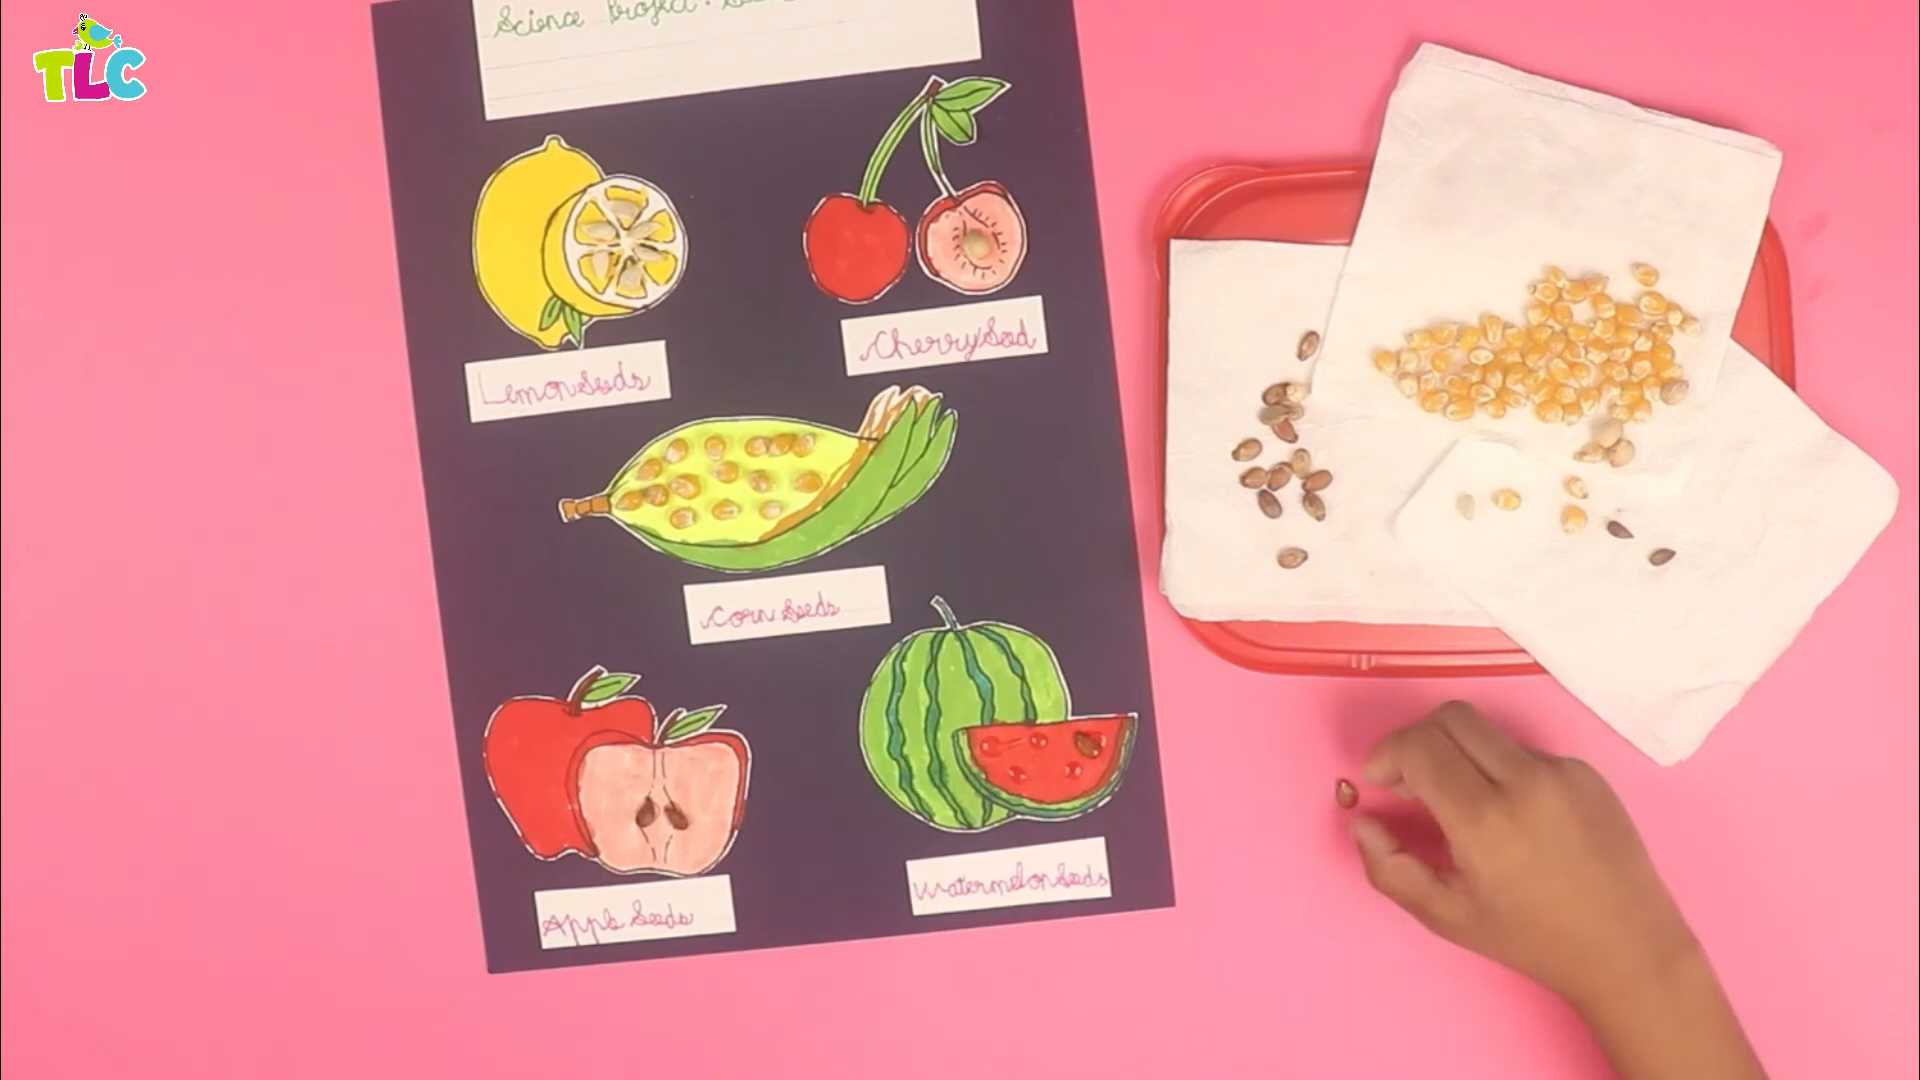 TLC
Science Project:
Lemon Seeds
Cherry Seed
Corn Seeds
Apple Seeds
Watermelon Seeds